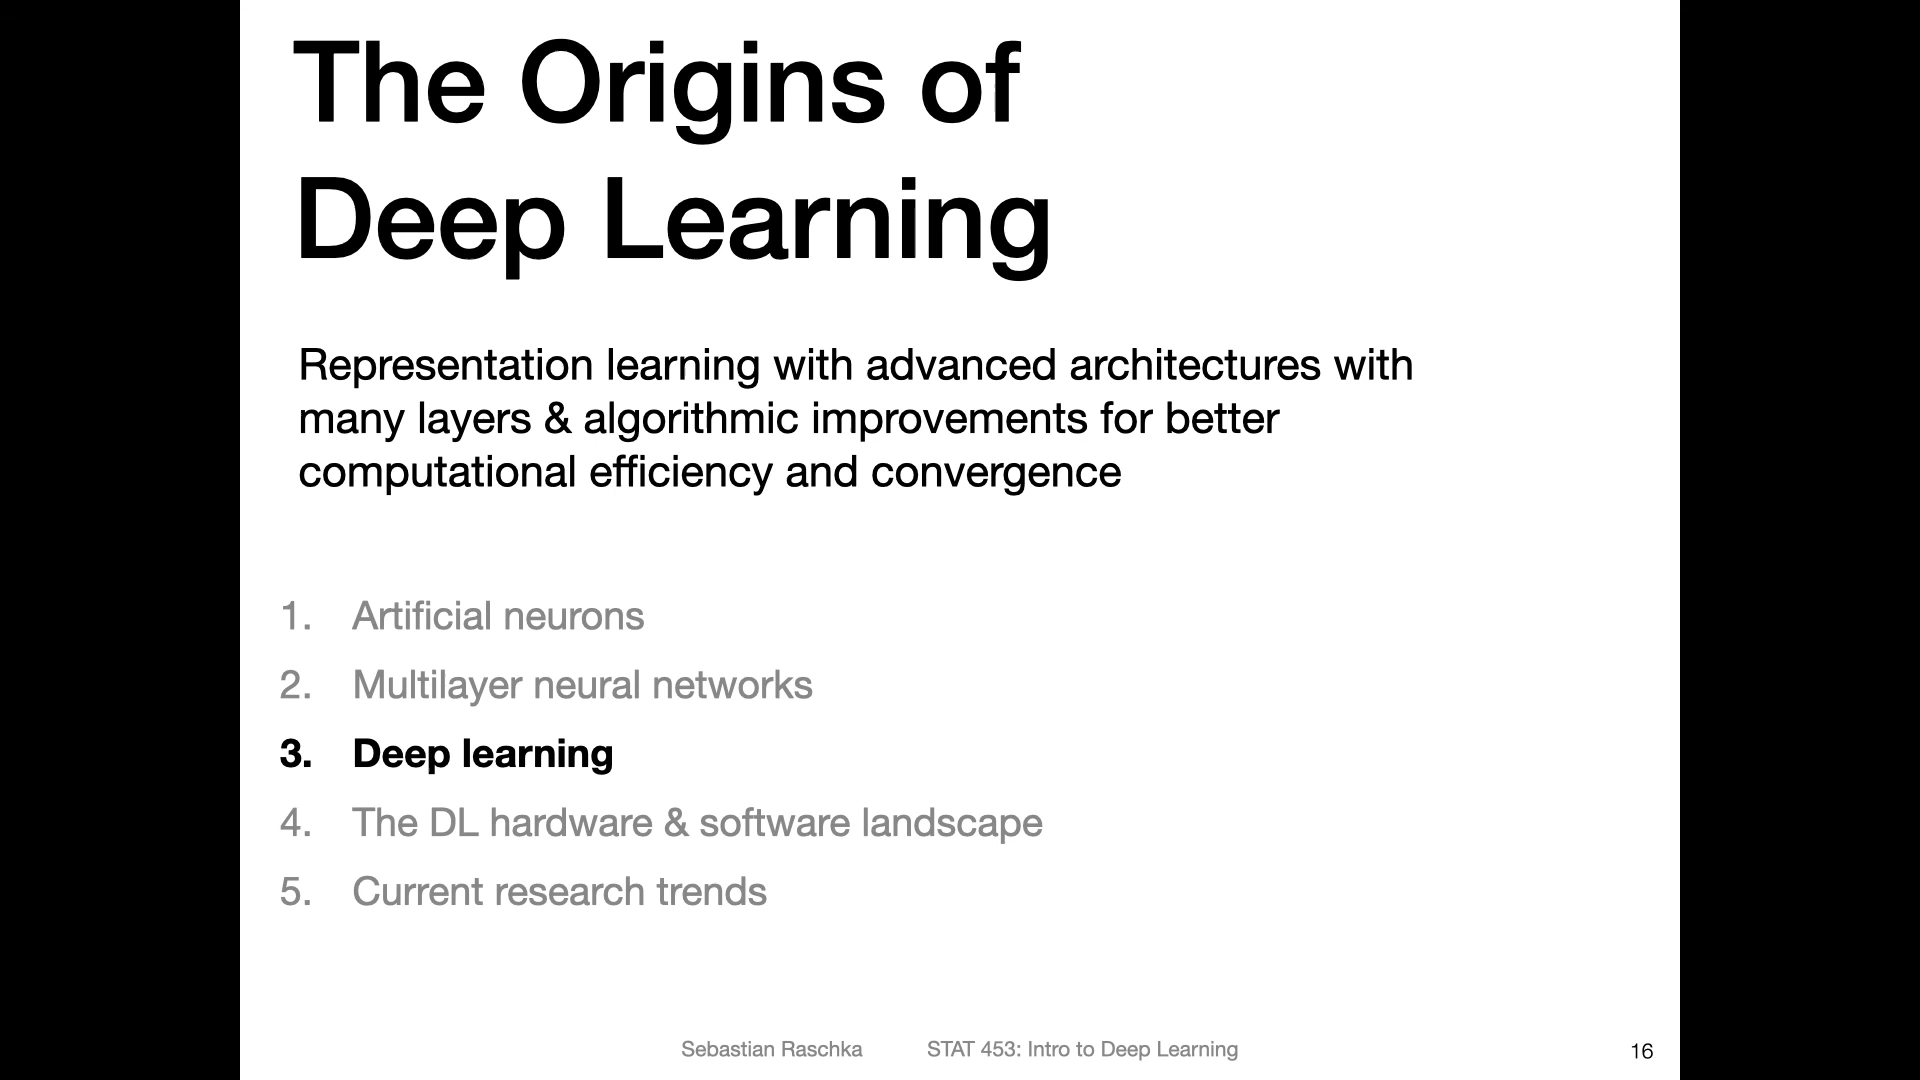 The Origins of
Deep Learning
Representation learning with advanced architectures with
many layers & algorithmic improvements for better
computational efficiency and convergence
1. Artificial neurons
2. Multilayer neural networks
3. Deep learning
4. The DL hardware & software landscape
5. Current research trends
Sebastian Raschka STAT 453: Intro to Deep Learning 16